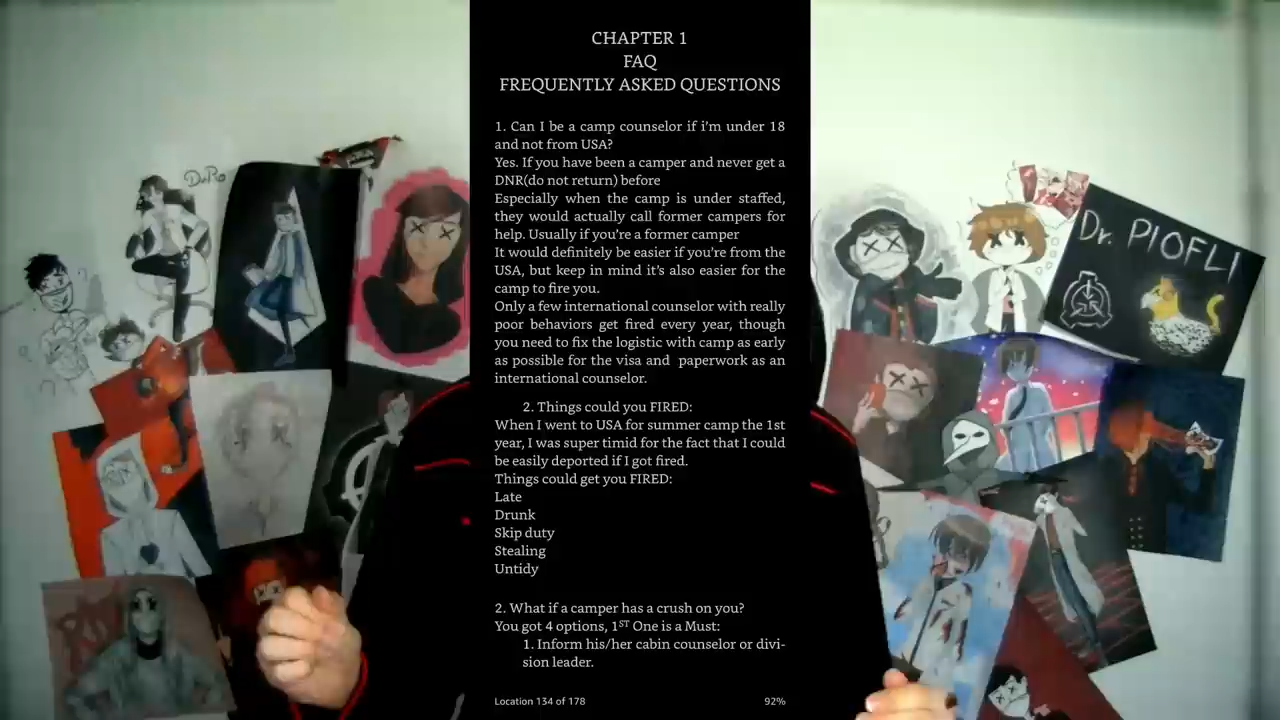 CHAPTER 1
FAQ
FREQUENTLY ASKED QUESTIONS
1. Can I be a camp counselor if i'm under 18
and not from USA?
Yes. If you have been a camper and never get a
DNR(do not return) before
Especially when the camp is under staffed,
they would actually call former campers for
help. Usually if you're a former camper
It would definitely be easier if you're from the
USA, but keep in mind it's also easier for the
camp to fire you.
Only a few international counselor with really
poor behaviors get fired every year, though
you need to fix the logistic with camp as early
as possible for the visa and paperwork as an
international counselor.
2. Things could you FIRED:
When I went to USA for summer camp the 1st
year, I was super timid for the fact that I could
be easily deported if I got fired.
Things could get you FIRED:
Late
Drunk
Skip duty
Stealing
Untidy
2. What if a camper has a crush on you?
You got 4 options, 1ST One is a Must:
1. Inform his/her cabin counselor or divi-
sion leader.
Location 134 of 178 92%
Dr. PIOFLI